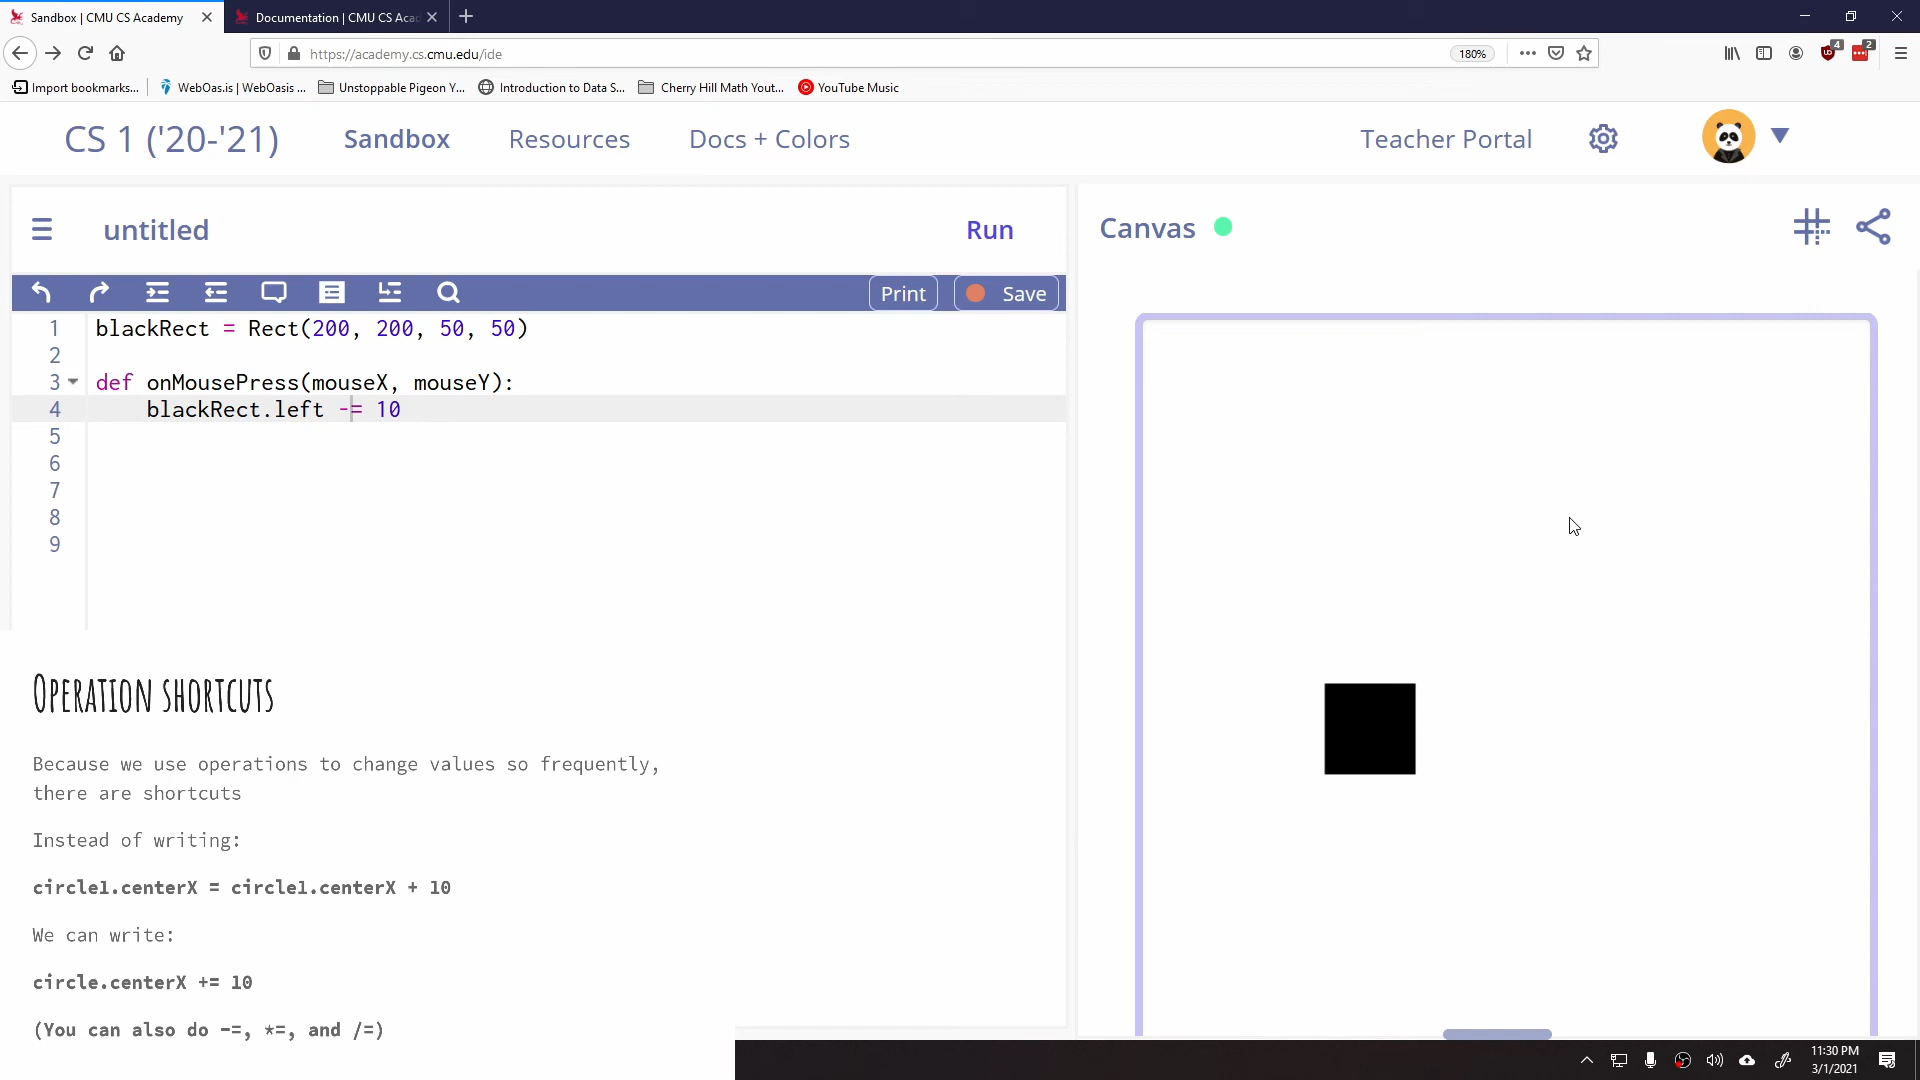 Sandbox | CMU CS Academy
Documentation | CMU CS Aca
https://academy.cs.cmu.edu/ide
180%
4
2
Import bookmarks...
WebOas.is | WebOasis ...
Unstoppable Pigeon Y...
Introduction to Data S...
Cherry Hill Math Yout...
YouTube Music
CS 1 ('20-'21)
Sandbox
Resources
Docs + Colors
Teacher Portal
untitled
Run
Canvas
Print
Save
1 blackRect = Rect(200, 200, 50, 50)
2
3 def onMousePress(mouseX, mouseY):
4 blackRect.left -= 10
5
6
7
8
9
Operation shortcuts
Because we use operations to change values so frequently,
there are shortcuts
Instead of writing:
circle1.centerX = circle1.centerX + 10
We can write:
circle.centerX += 10
(You can also do -=, *=, and /=)
11:30 PM
3/1/2021